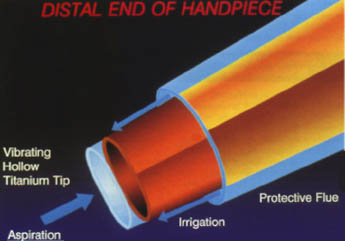 DISTAL END OF HANDPIECE
Vibrating
Hollow
Titanium Tip
Protective Flue
Irrigation
Aspiration